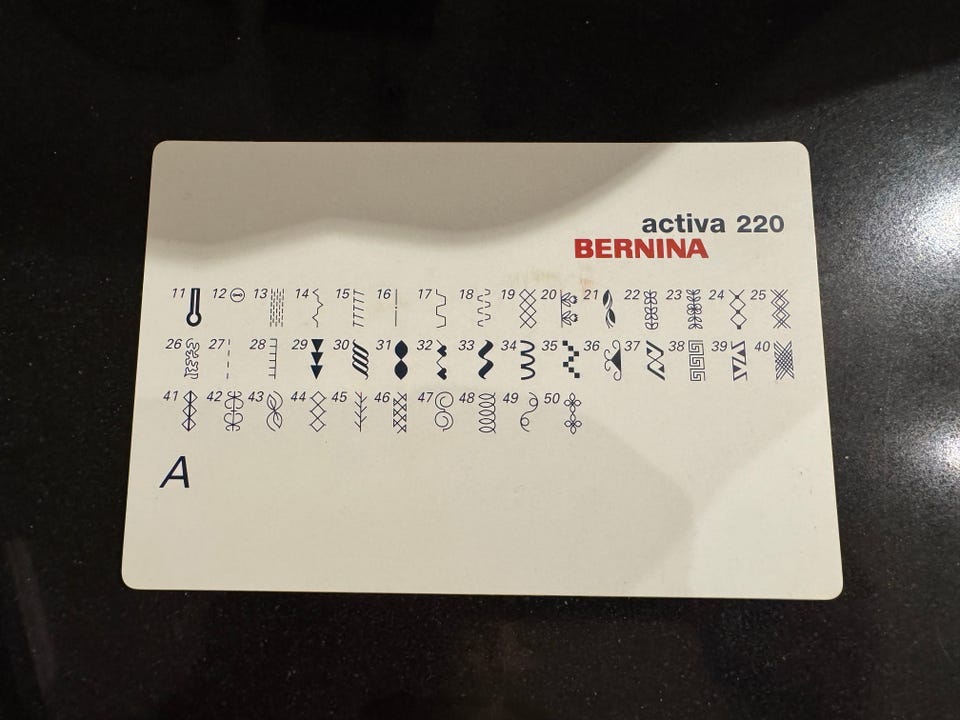 activa 220
BERNINA
11 12 13 14 15 16 17 18 19 20 21 22 23 24 25
26 27 28 29 30 31 32 33 34 35 36 37 38 39 40
41 42 43 44 45 46 47 48 49 50
A